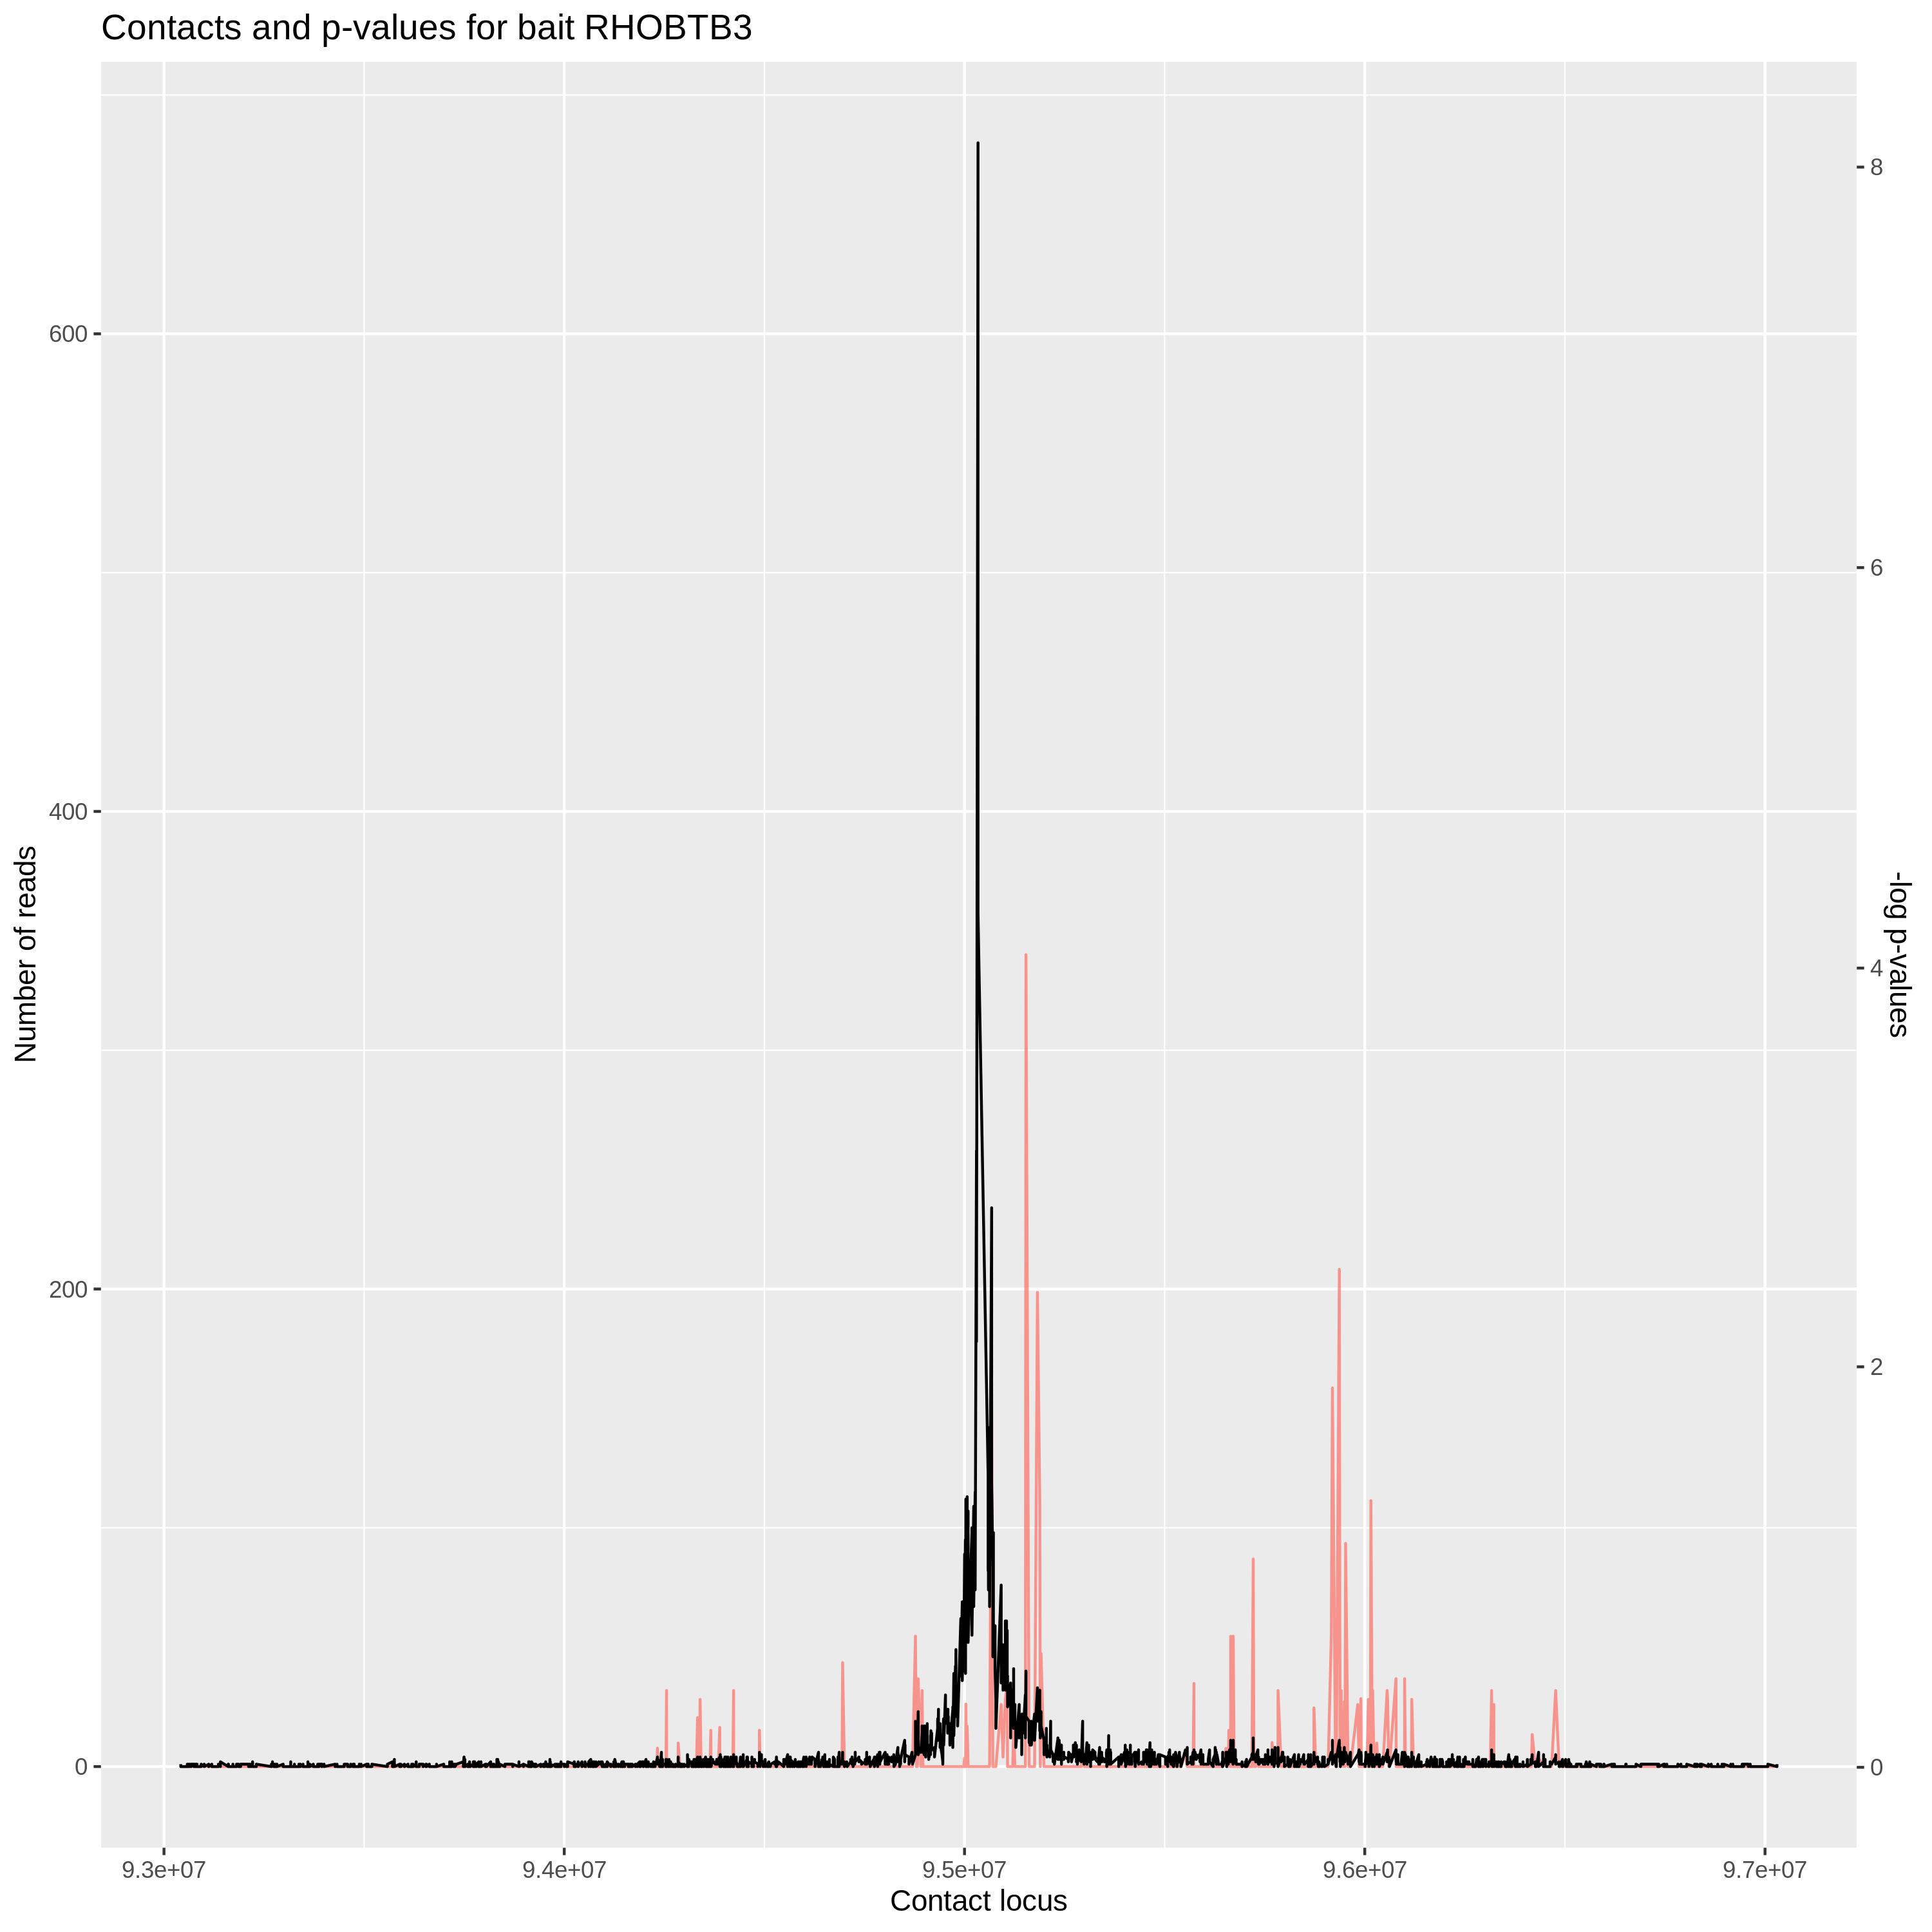 Contacts and p-values for bait RHOBTB3
Number of reads
600
400
200
0
8
6
4
2
0
-log p-values
9.3e+07
9.4e+07
9.5e+07
9.6e+07
9.7e+07
Contact locus